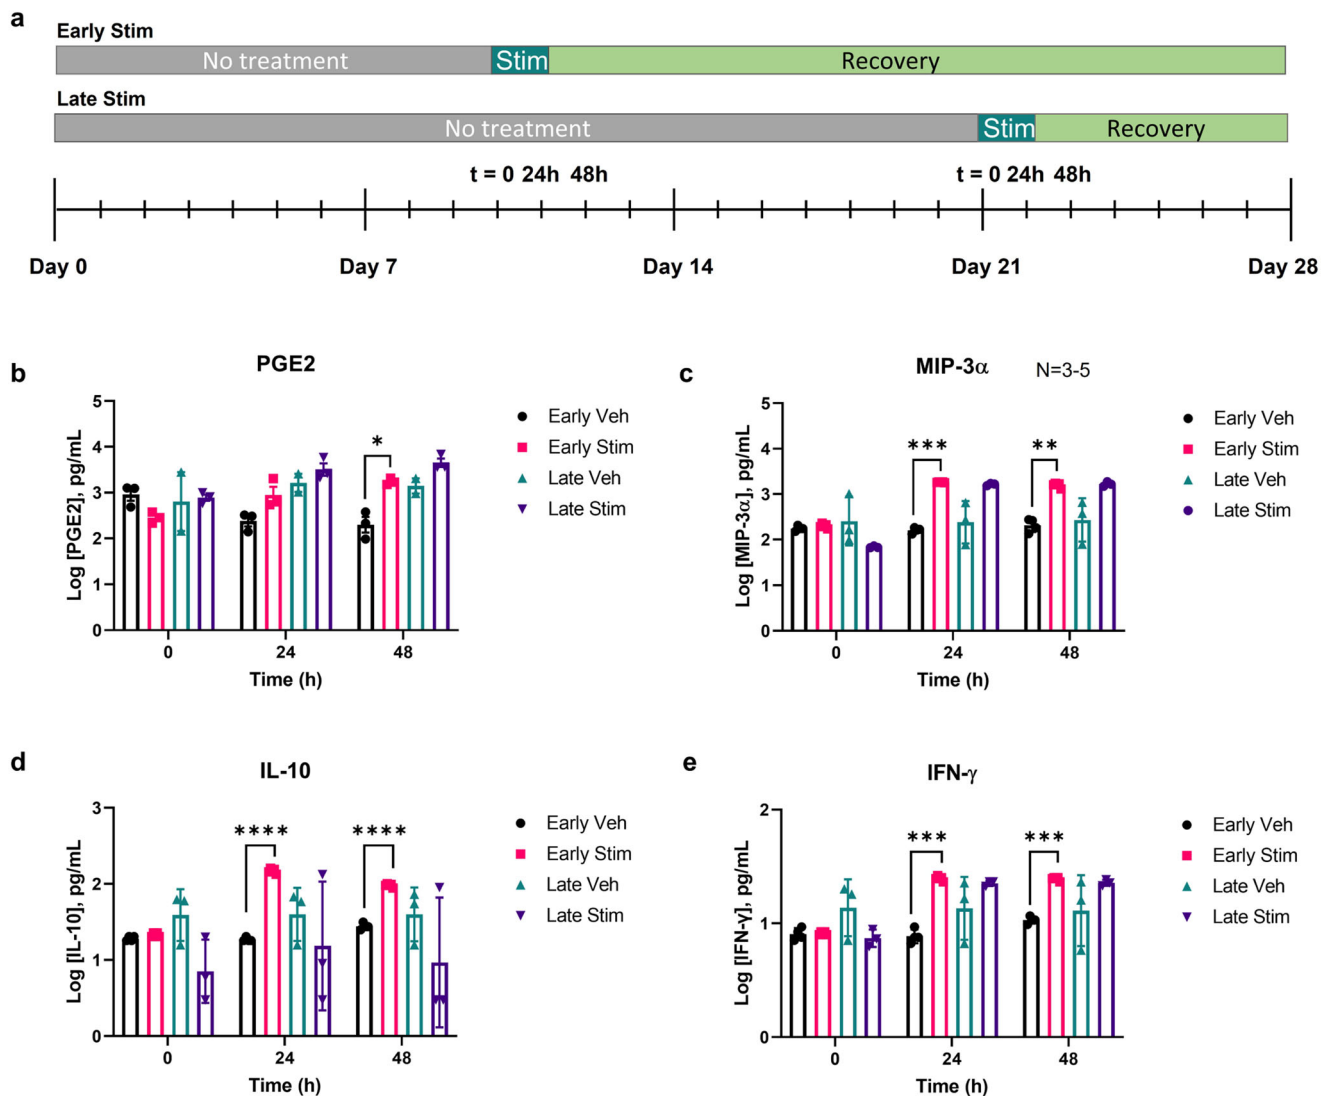 a
Early Stim
No treatment Stim Recovery
Late Stim
No treatment Stim Recovery
t = 0 24h 48h t = 0 24h 48h
Day 0 Day 7 Day 14 Day 21 Day 28
b
PGE2
Log [PGE2], pg/mL
5
4
3
2
1
0
*
0 24 48
Time (h)
Early Veh
Early Stim
Late Veh
Late Stim
c
MIP-3α N=3-5
Log [MIP-3α], pg/mL
5
4
3
2
1
0
*** **
0 24 48
Time (h)
Early Veh
Early Stim
Late Veh
Late Stim
d
IL-10
Log [IL-10], pg/mL
3
2
1
0
**** ****
0 24 48
Time (h)
Early Veh
Early Stim
Late Veh
Late Stim
e
IFN-γ
Log [IFN-γ], pg/mL
2
1
0
*** ***
0 24 48
Time (h)
Early Veh
Early Stim
Late Veh
Late Stim